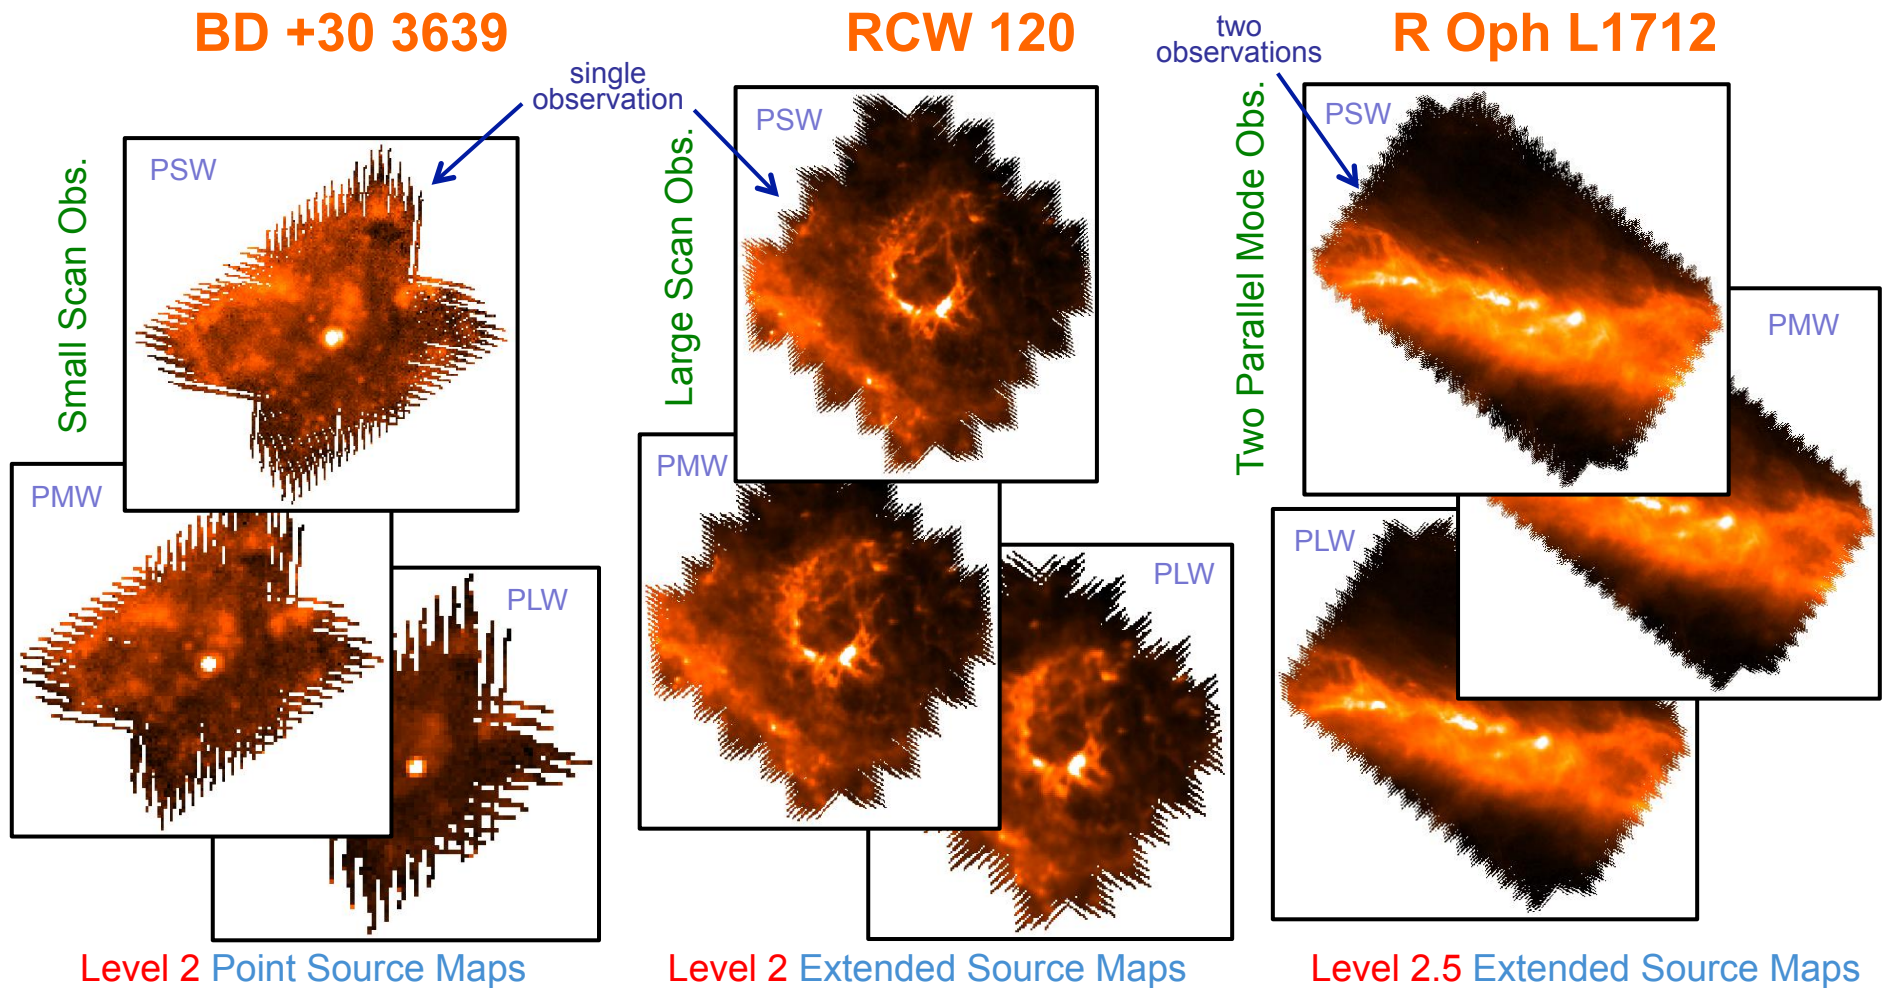 BD +30 3639
RCW 120
R Oph L1712
single
observation
two
observations
Small Scan Obs.
PSW
PMW
PLW
Large Scan Obs.
PSW
PMW
PLW
Two Parallel Mode Obs.
PSW
PMW
PLW
Level 2 Point Source Maps
Level 2 Extended Source Maps
Level 2.5 Extended Source Maps